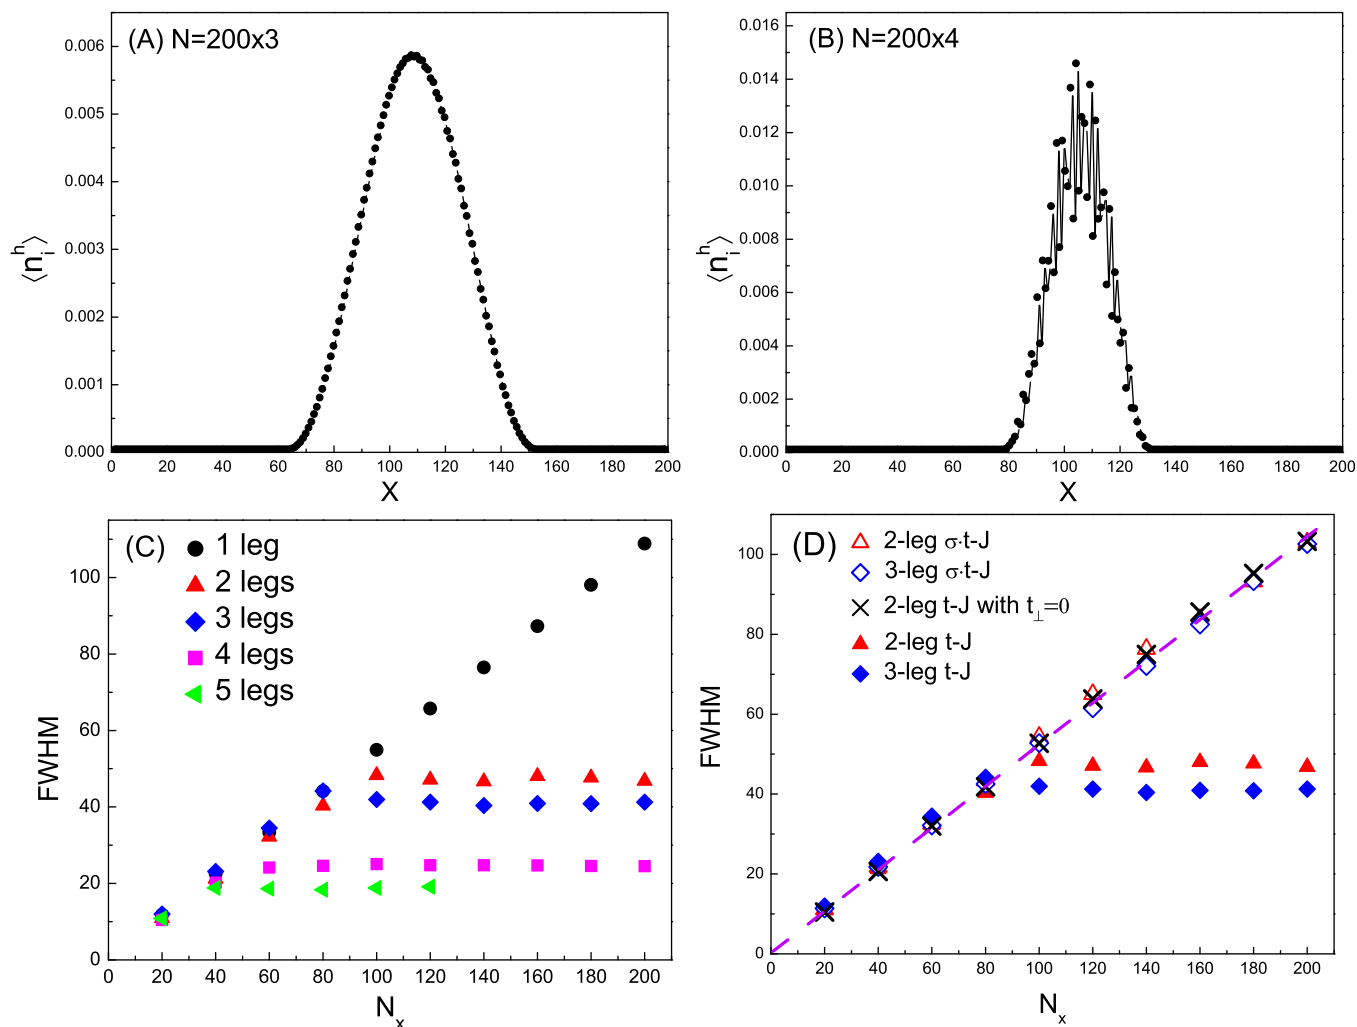 (A) N=200x3
0.006
0.005
0.004
0.003
0.002
0.001
0.000
⟨n_i^h⟩
0 20 40 60 80 100 120 140 160 180 200
X
(B) N=200x4
0.016
0.014
0.012
0.010
0.008
0.006
0.004
0.002
0.000
⟨n_i^h⟩
0 20 40 60 80 100 120 140 160 180 200
X
(C)
1 leg
2 legs
3 legs
4 legs
5 legs
100
80
60
40
20
0
FWHM
0 20 40 60 80 100 120 140 160 180 200
N_x
(D)
2-leg σ·t-J
3-leg σ·t-J
2-leg t-J with t_⊥=0
2-leg t-J
3-leg t-J
100
80
60
40
20
0
FWHM
0 20 40 60 80 100 120 140 160 180 200
N_x